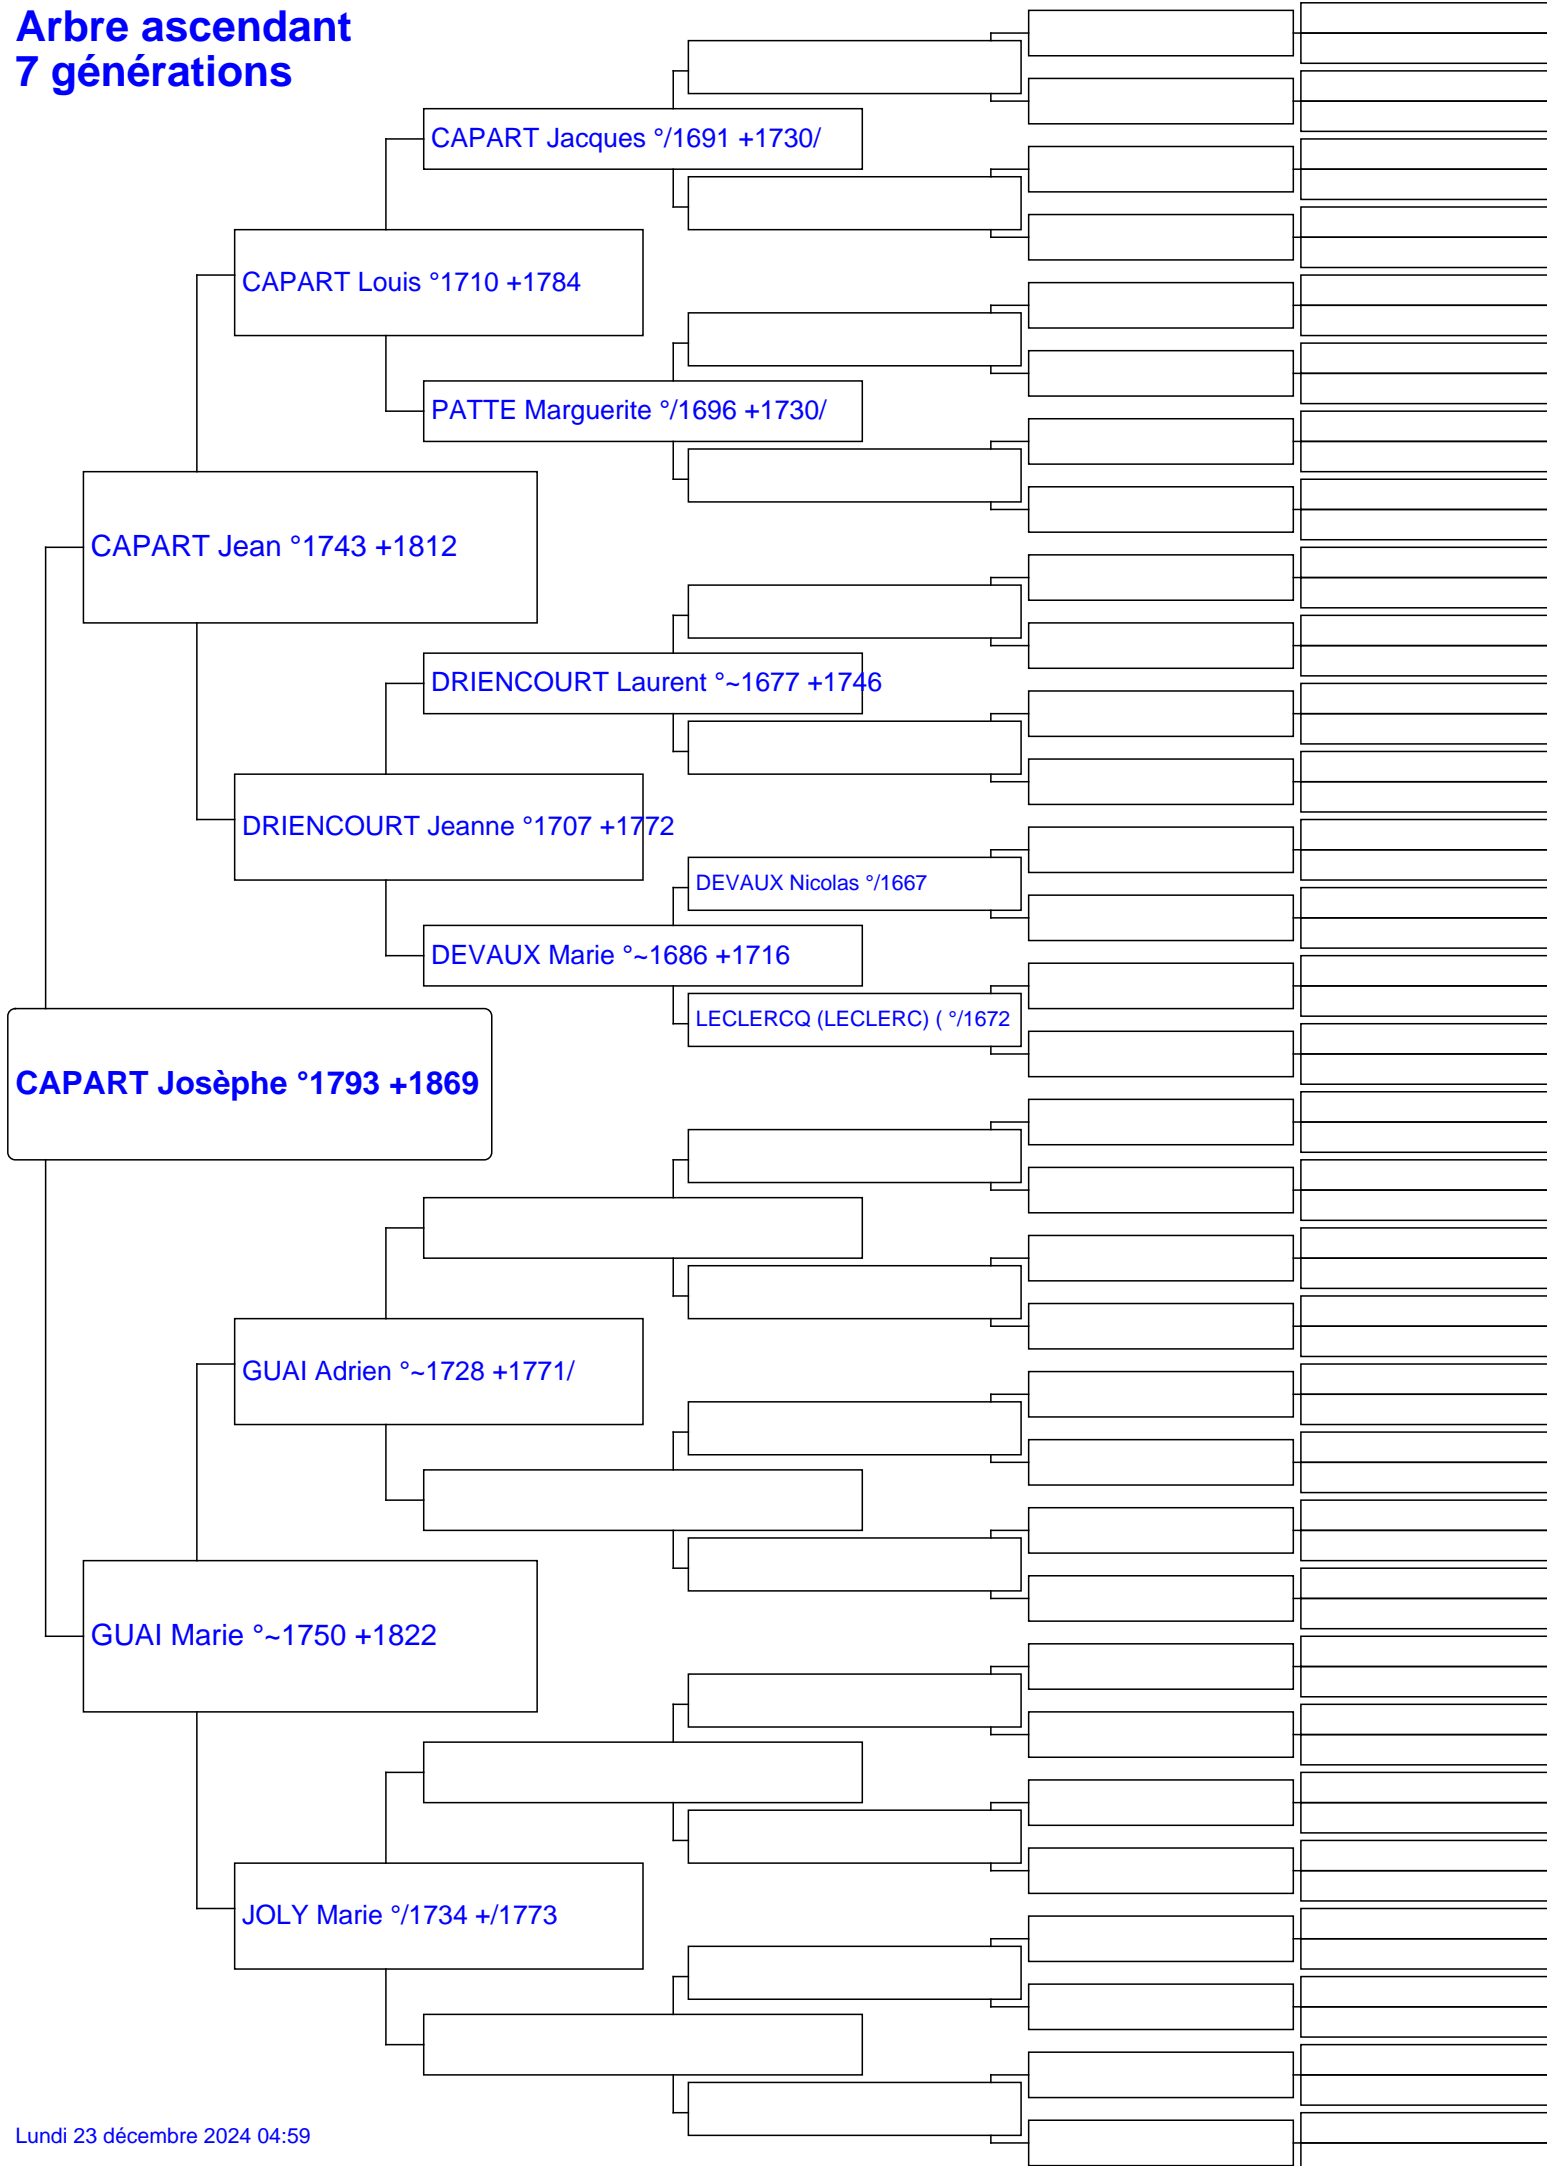 Arbre ascendant
7 générations
CAPART Jacques °/1691 +1730/
CAPART Louis °1710 +1784
PATTE Marguerite °/1696 +1730/
CAPART Jean °1743 +1812
DRIENCOURT Laurent °~1677 +1746
DRIENCOURT Jeanne °1707 +1772
DEVAUX Nicolas °/1667
DEVAUX Marie °~1686 +1716
LECLERCQ (LECLERC) ( °/1672
CAPART Josèphe °1793 +1869
GUAI Adrien °~1728 +1771/
GUAI Marie °~1750 +1822
JOLY Marie °/1734 +/1773
Lundi 23 décembre 2024 04:59